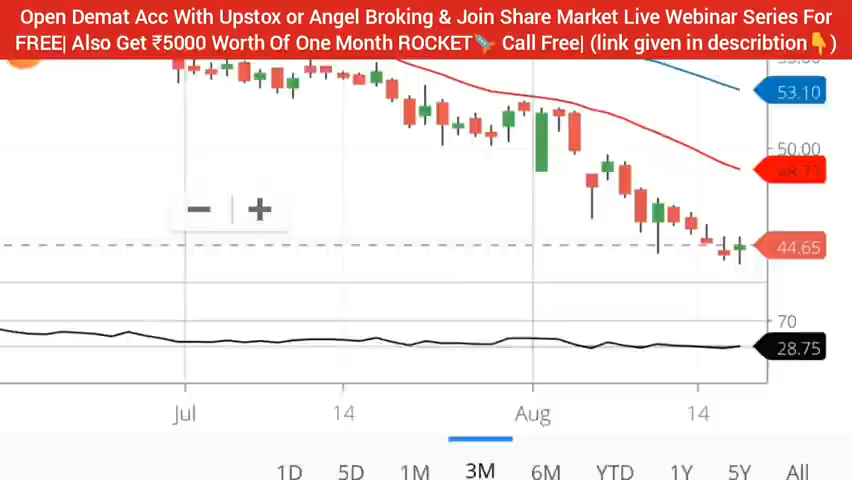 Open Demat Acc With Upstox or Angel Broking & Join Share Market Live Webinar Series For
FREE| Also Get ₹5000 Worth Of One Month ROCKET🚀 Call Free| (link given in describtion👇)
53.10
50.00
44.65
70
28.75
Jul 14 Aug 14
1D 5D 1M 3M 6M YTD 1Y 5Y All